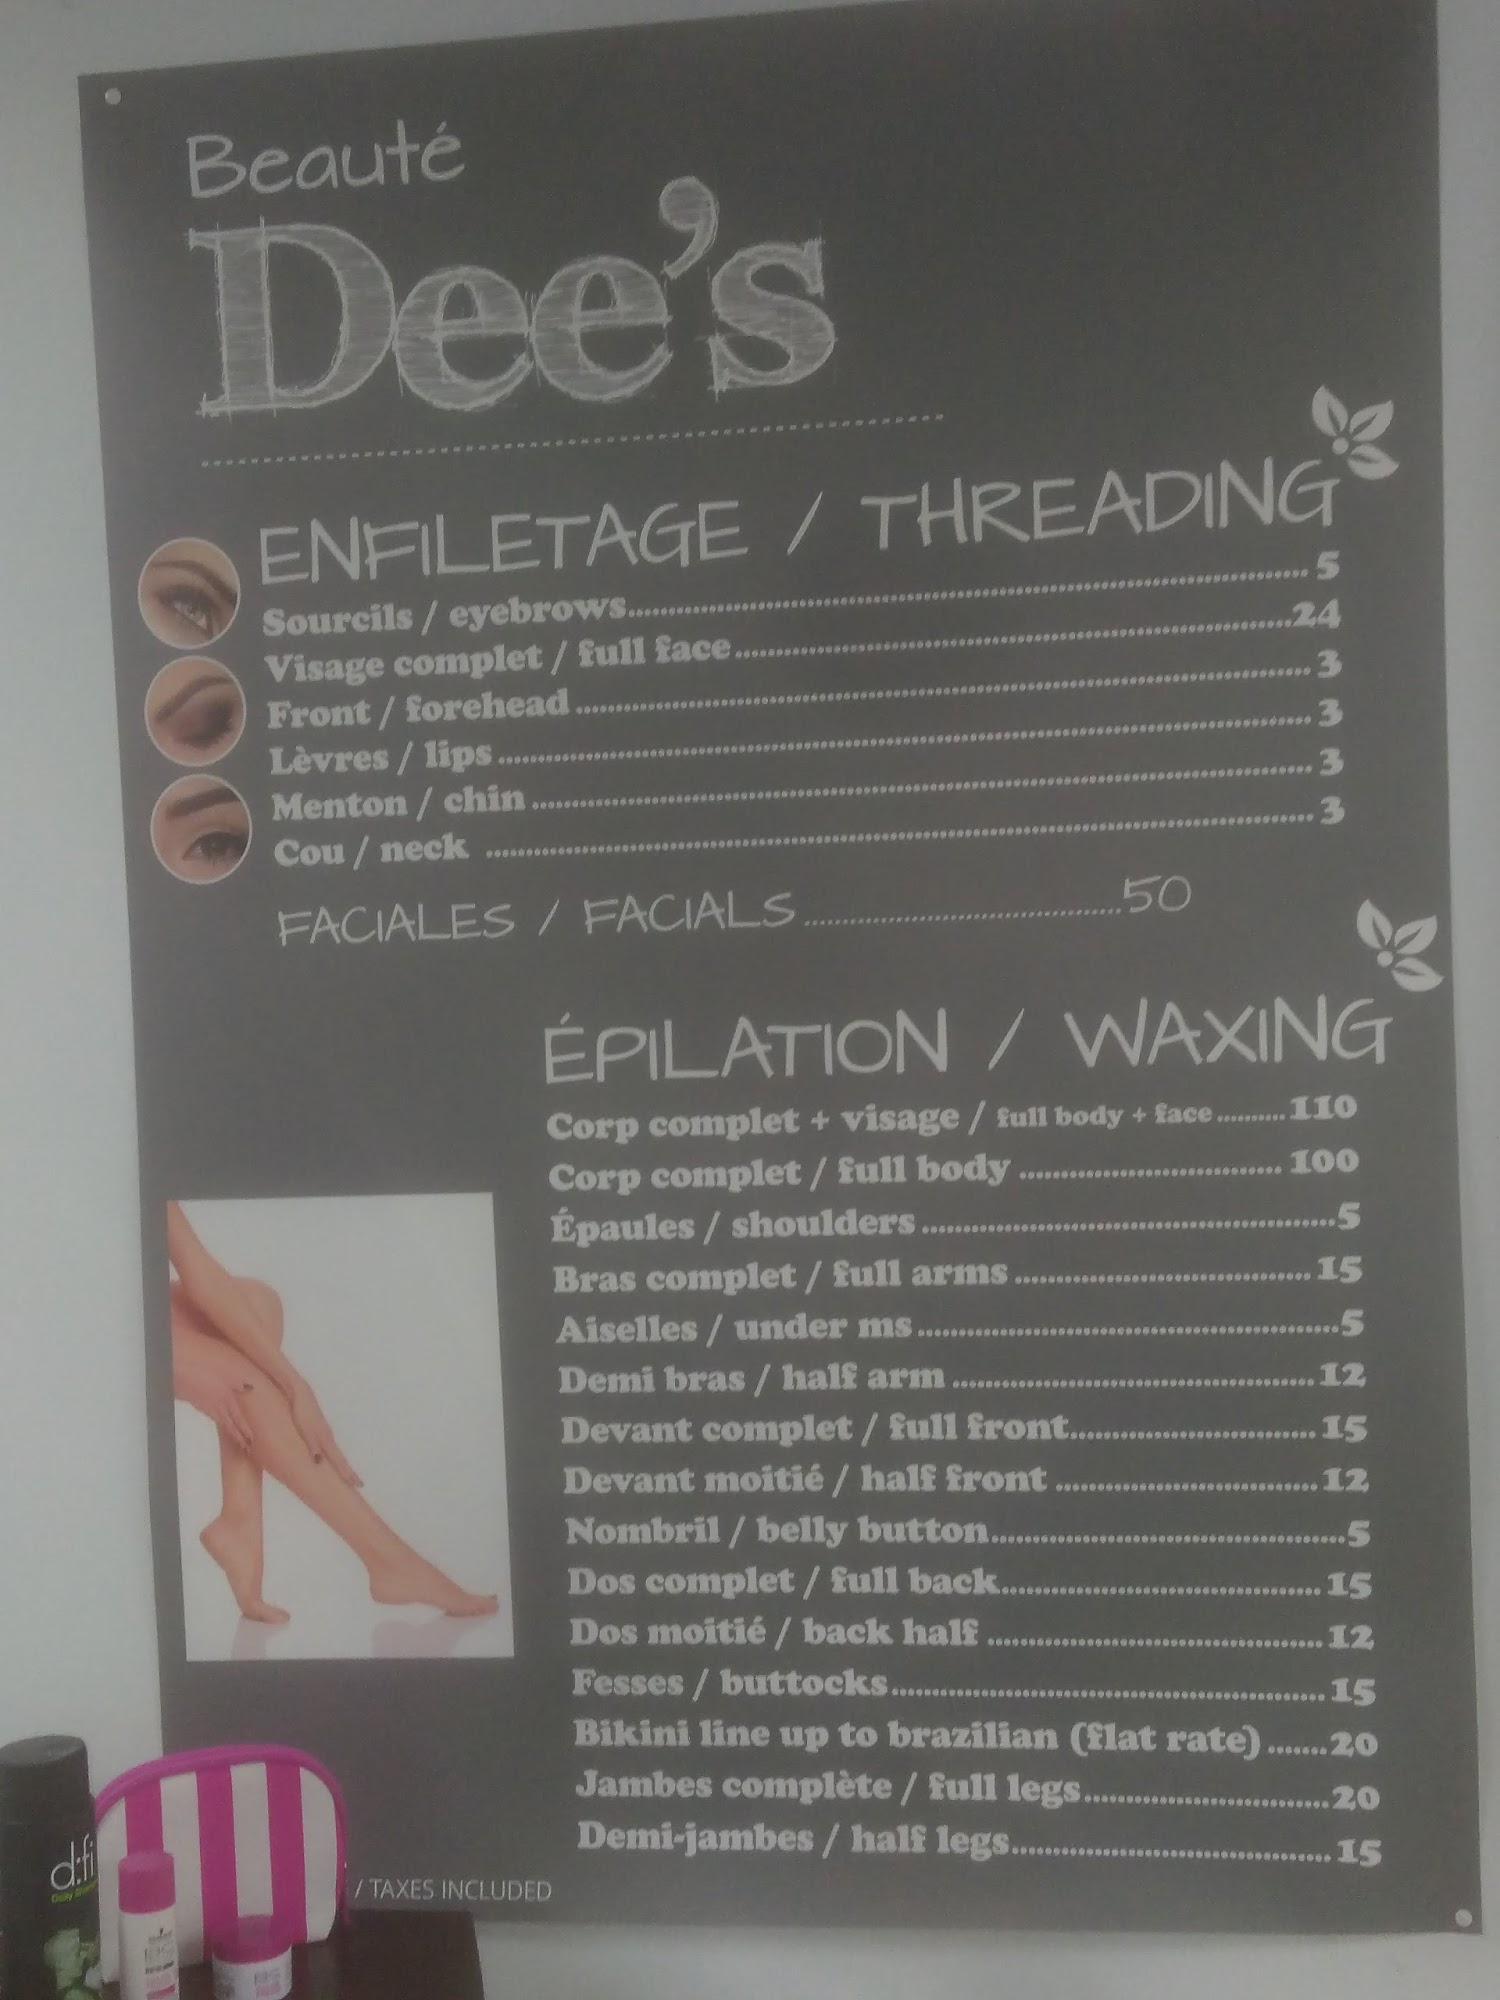 Beauté
Dee's
ENFILETAGE / THREADING
Sourcils / eyebrows..........5
Visage complet / full face..........24
Front / forehead..........3
Lèvres / lips..........3
Menton / chin..........3
Cou / neck..........3
FACIALES / FACIALS..........50
ÉPILATION / WAXING
Corp complet + visage / full body + face..........110
Corp complet / full body..........100
Épaules / shoulders..........5
Bras complet / full arms..........15
Aiselles / under ms..........5
Demi bras / half arm..........12
Devant complet / full front..........15
Devant moitié / half front..........12
Nombril / belly button..........5
Dos complet / full back..........15
Dos moitié / back half..........12
Fesses / buttocks..........15
Bikini line up to brazilian (flat rate).......20
Jambes complète / full legs..........20
Demi-jambes / half legs..........15
/ TAXES INCLUDED
d:fi